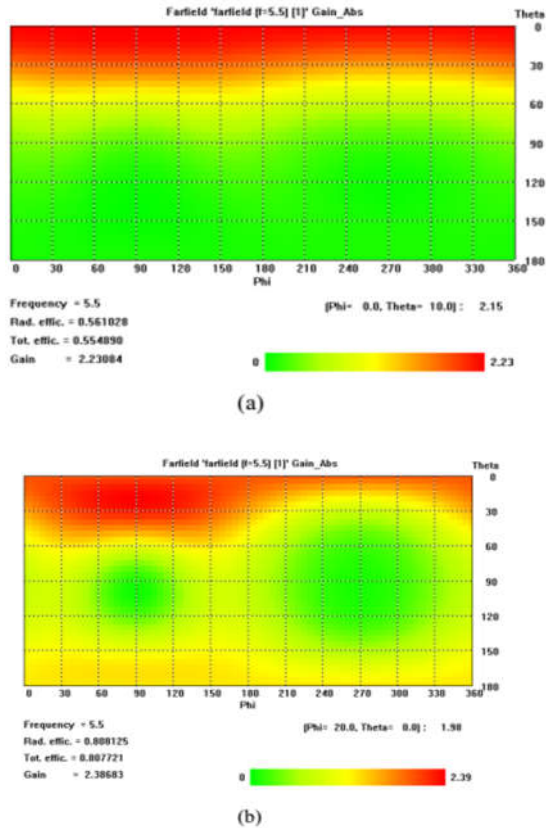 Farfield 'farfield (f=5.5) [1]' Gain_Abs
Theta
0
30
60
90
120
150
180
0 30 60 90 120 150 180 210 240 270 300 330 360
Phi
Frequency = 5.5
(Phi= 0.0, Theta= 10.0) : 2.15
Rad. effic. = 0.561028
Tot. effic. = 0.554890
Gain = 2.23084
0 2.23
(a)
Farfield 'farfield (f=5.5) [1]' Gain_Abs
Theta
0
30
60
90
120
150
180
0 30 60 90 120 150 180 210 240 270 300 330 360
Phi
Frequency = 5.5
(Phi= 20.0, Theta= 0.0) : 1.98
Rad. effic. = 0.808125
Tot. effic. = 0.807721
Gain = 2.38683
0 2.39
(b)